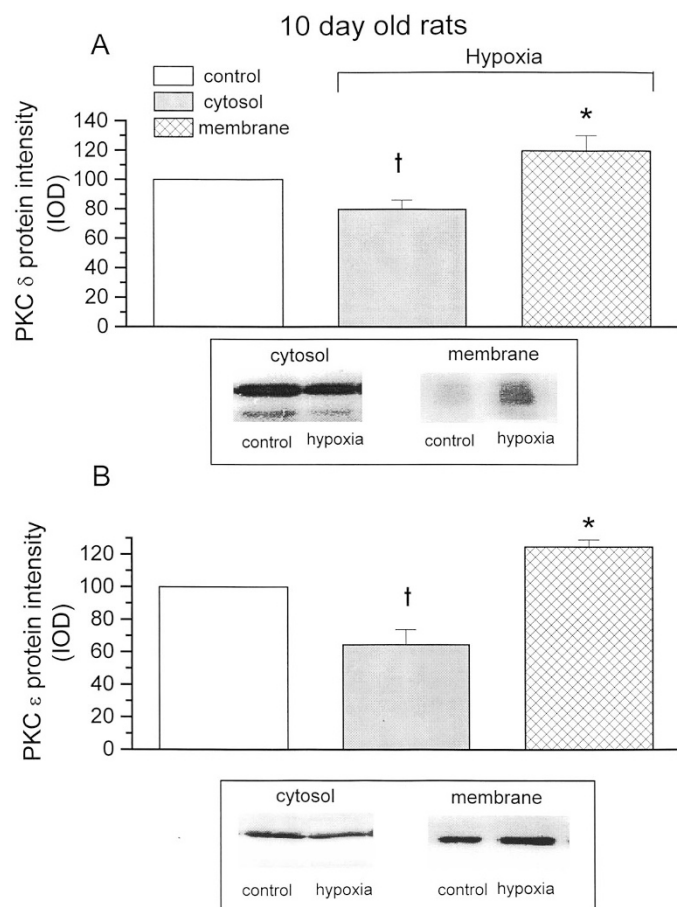 10 day old rats
A
Hypoxia
control
cytosol
membrane
PKC δ protein intensity
(IOD)
140
120
100
80
60
40
20
0
†
*
cytosol
membrane
control
hypoxia
control
hypoxia
B
PKC ε protein intensity
(IOD)
120
100
80
60
40
20
0
†
*
cytosol
membrane
control
hypoxia
control
hypoxia